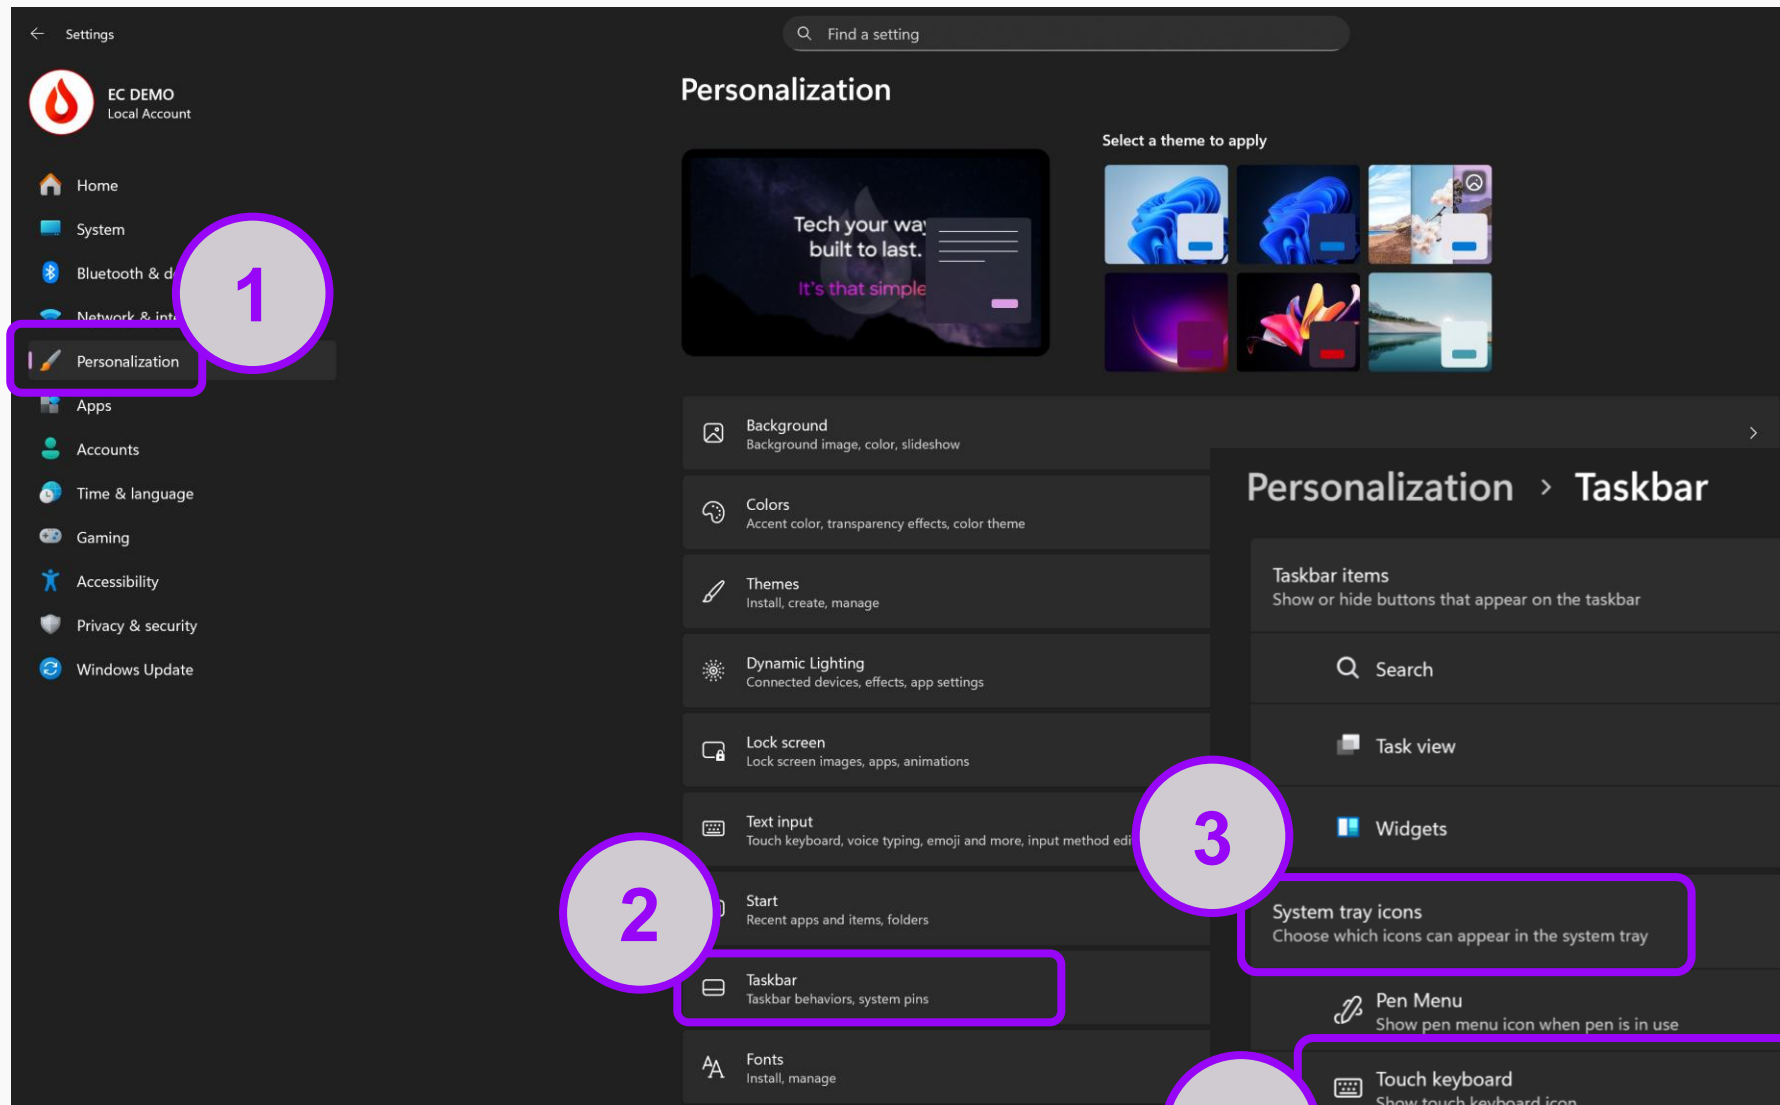 Settings
Find a setting
EC DEMO
Local Account
Home
System
Bluetooth & d
Network & int
Personalization
Apps
Accounts
Time & language
Gaming
Accessibility
Privacy & security
Windows Update
1
Personalization
Tech your way
built to last.
It's that simple
Select a theme to apply
Background
Background image, color, slideshow
Colors
Accent color, transparency effects, color theme
Themes
Install, create, manage
Dynamic Lighting
Connected devices, effects, app settings
Lock screen
Lock screen images, apps, animations
Text input
Touch keyboard, voice typing, emoji and more, input method edi
Start
Recent apps and items, folders
2
Taskbar
Taskbar behaviors, system pins
Fonts
Install, manage
Personalization > Taskbar
Taskbar items
Show or hide buttons that appear on the taskbar
Search
Task view
Widgets
3
System tray icons
Choose which icons can appear in the system tray
Pen Menu
Show pen menu icon when pen is in use
Touch keyboard
Show touch keyboard icon